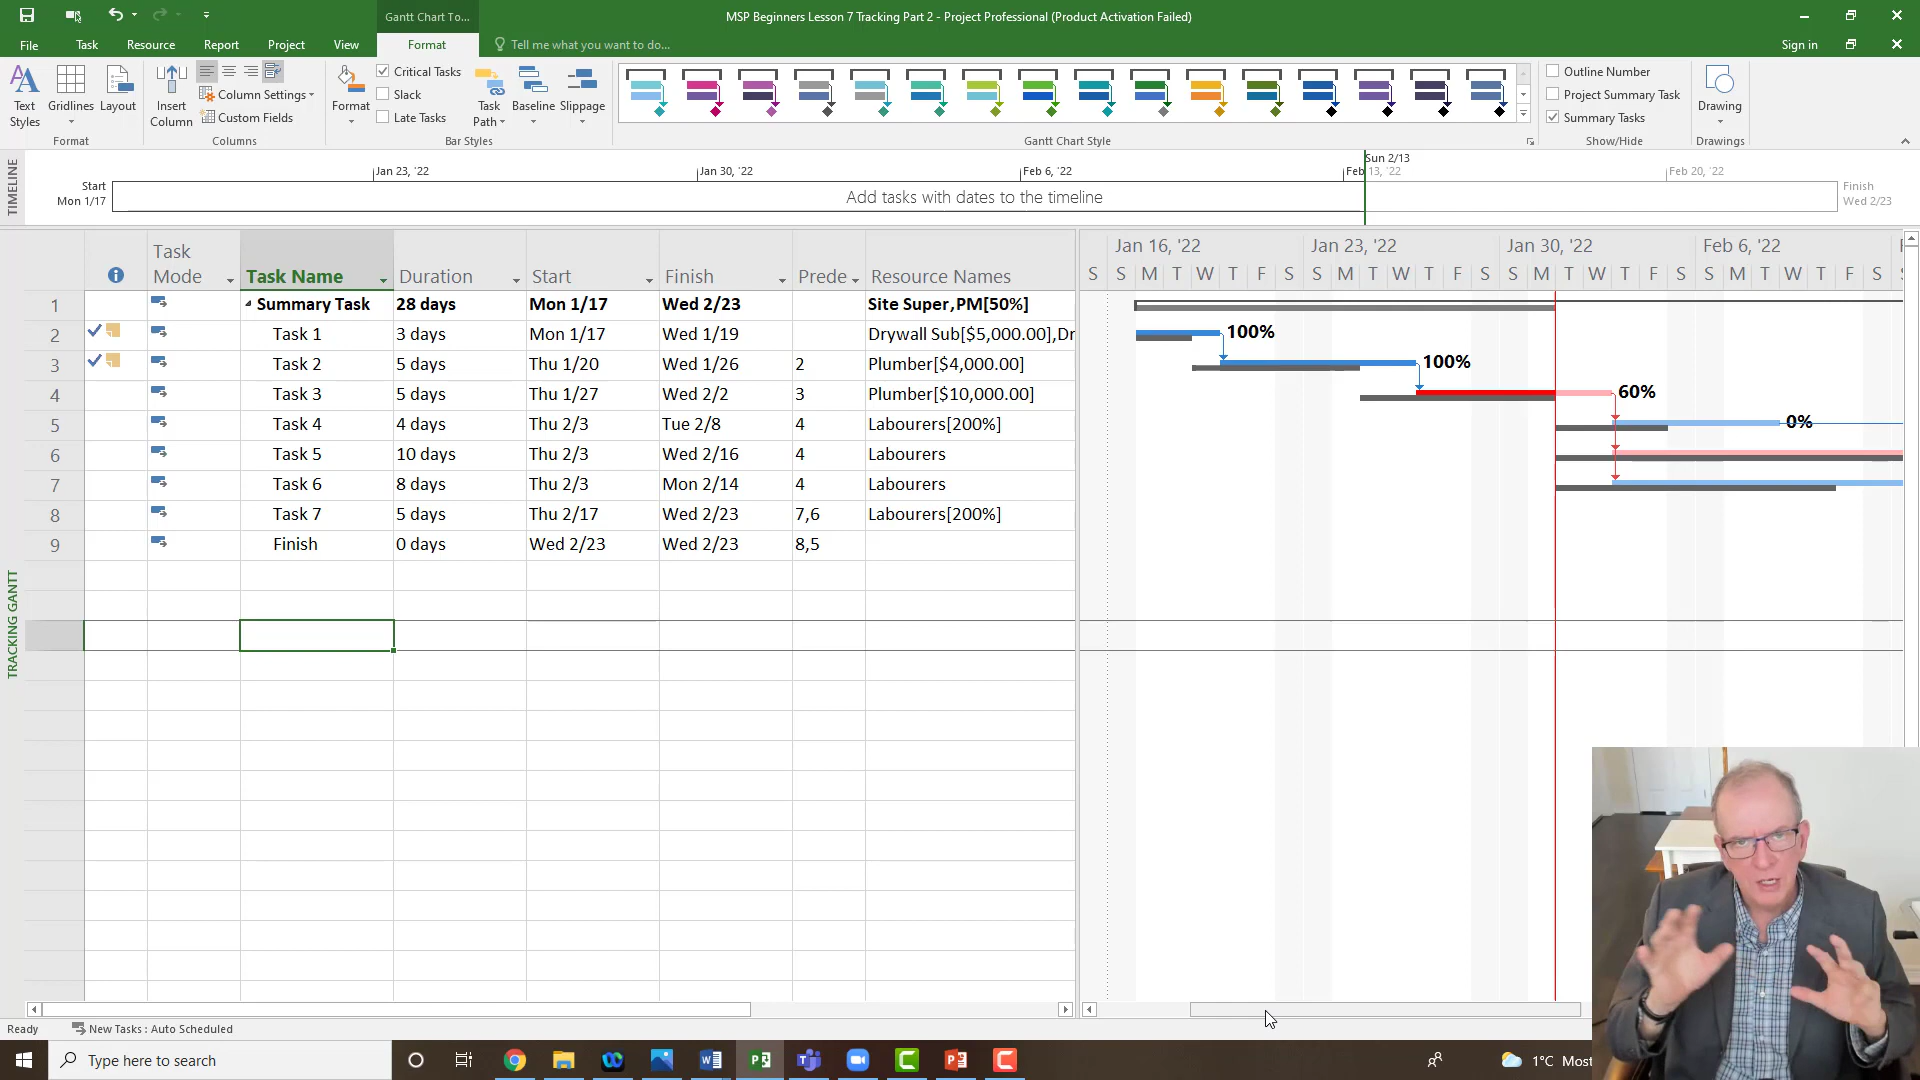 Gantt Chart To...
MSP Beginners Lesson 7 Tracking Part 2 - Project Professional (Product Activation Failed)
File Task Resource Report Project View Format Tell me what you want to do... Sign in
Text Styles
Gridlines
Layout
Format
Insert Column
Column Settings
Custom Fields
Columns
Format
Critical Tasks
Slack
Late Tasks
Task Path
Baseline
Slippage
Bar Styles
Gantt Chart Style
Outline Number
Project Summary Task
Summary Tasks
Show/Hide
Drawing
Drawings
TIMELINE
Sun 2/13
Jan 23, '22 Jan 30, '22 Feb 6, '22 Feb 13, '22 Feb 20, '22
Start
Mon 1/17
Add tasks with dates to the timeline
Finish
Wed 2/23
TRACKING GANTT
Task Mode Task Name Duration Start Finish Prede Resource Names
1 Summary Task 28 days Mon 1/17 Wed 2/23 Site Super,PM[50%]
2 Task 1 3 days Mon 1/17 Wed 1/19 Drywall Sub[$5,000.00],Dr
3 Task 2 5 days Thu 1/20 Wed 1/26 2 Plumber[$4,000.00]
4 Task 3 5 days Thu 1/27 Wed 2/2 3 Plumber[$10,000.00]
5 Task 4 4 days Thu 2/3 Tue 2/8 4 Labourers[200%]
6 Task 5 10 days Thu 2/3 Wed 2/16 4 Labourers
7 Task 6 8 days Thu 2/3 Mon 2/14 4 Labourers
8 Task 7 5 days Thu 2/17 Wed 2/23 7,6 Labourers[200%]
9 Finish 0 days Wed 2/23 Wed 2/23 8,5
Jan 16, '22 Jan 23, '22 Jan 30, '22 Feb 6, '22
S S M T W T F S S M T W T F S S M T W T F S S M T W T F S
100%
100%
60%
0%
Ready New Tasks : Auto Scheduled
Type here to search
1°C